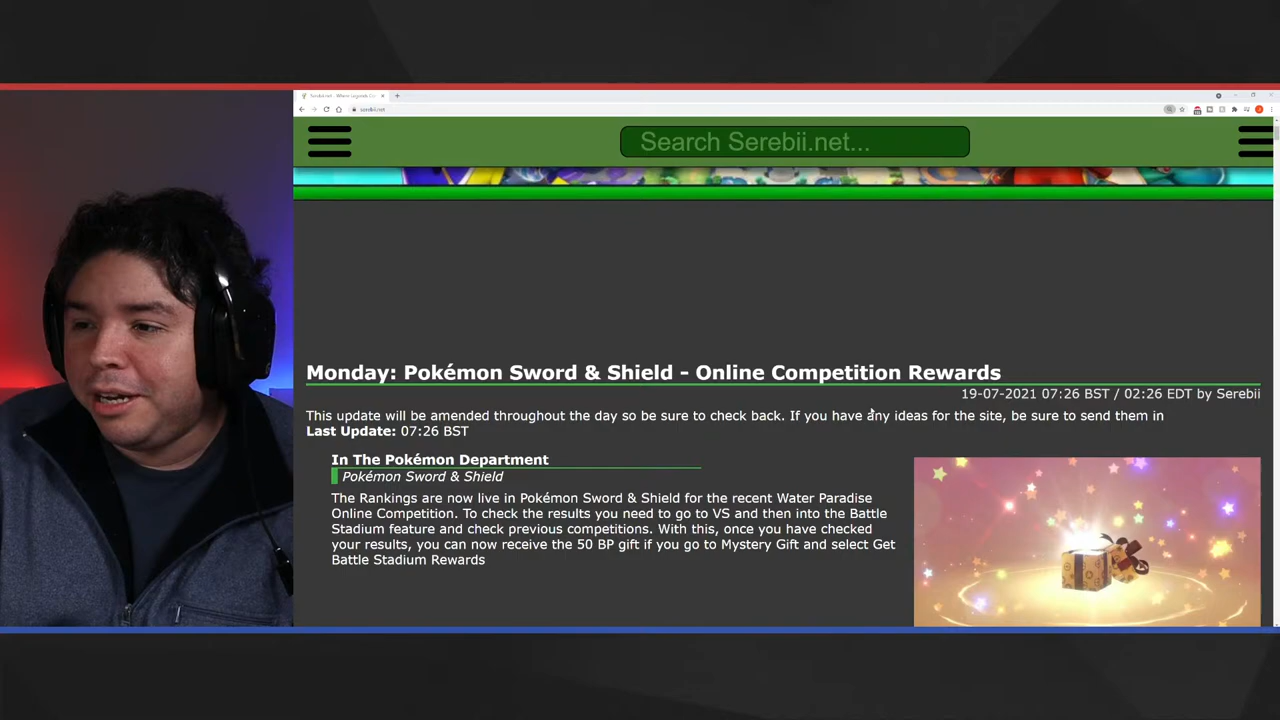 Serebii.net - Where Legends
serebii.net
Search Serebii.net...
Monday: Pokémon Sword & Shield - Online Competition Rewards
19-07-2021 07:26 BST / 02:26 EDT by Serebii
This update will be amended throughout the day so be sure to check back. If you have any ideas for the site, be sure to send them in
Last Update: 07:26 BST
In The Pokémon Department
Pokémon Sword & Shield
The Rankings are now live in Pokémon Sword & Shield for the recent Water Paradise
Online Competition. To check the results you need to go to VS and then into the Battle
Stadium feature and check previous competitions. With this, once you have checked
your results, you can now receive the 50 BP gift if you go to Mystery Gift and select Get
Battle Stadium Rewards